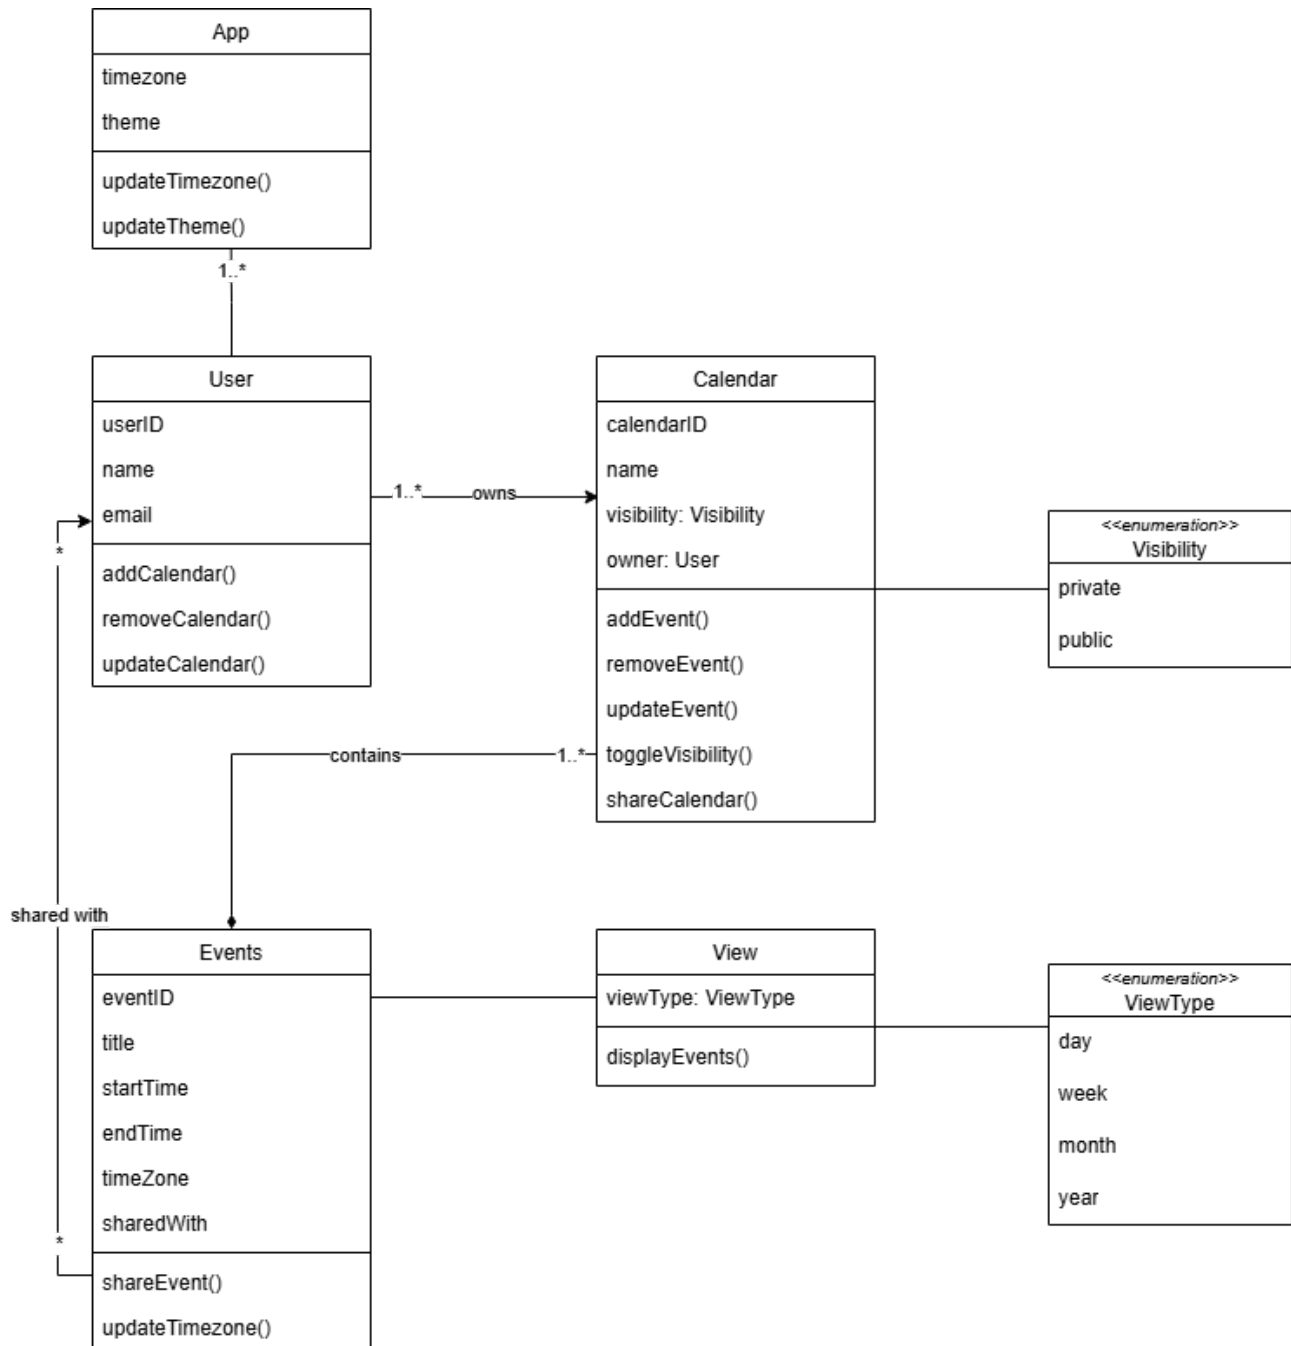 App
timezone
theme
updateTimezone()
updateTheme()
1..*
User
userID
name
email
addCalendar()
removeCalendar()
updateCalendar()
1..*
owns
Calendar
calendarID
name
visibility: Visibility
owner: User
addEvent()
removeEvent()
updateEvent()
toggleVisibility()
shareCalendar()
<<enumeration>>
Visibility
private
public
*
contains
1..*
shared with
*
Events
eventID
title
startTime
endTime
timeZone
sharedWith
shareEvent()
updateTimezone()
View
viewType: ViewType
displayEvents()
<<enumeration>>
ViewType
day
week
month
year